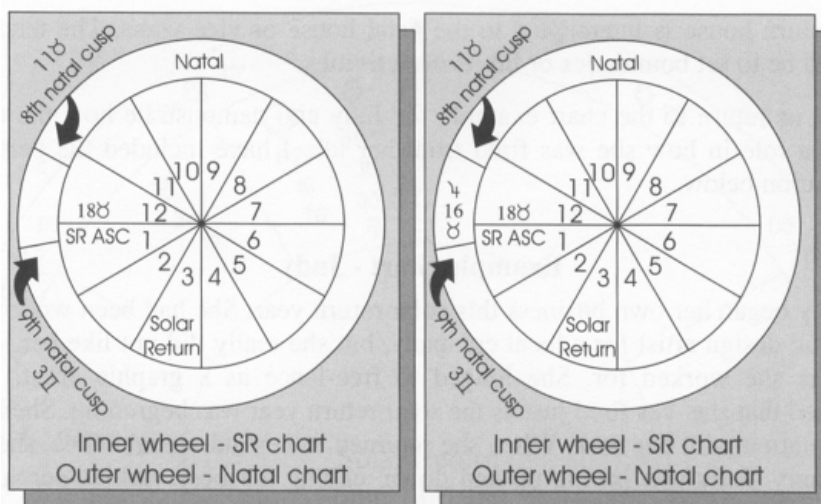 11♉
8th natal cusp
Natal
10 9
11 8
18♉ 12 7
SR ASC 1 6
2 5
3 4
9th natal cusp
3♊
Solar
Return
Inner wheel - SR chart
Outer wheel - Natal chart
11♉
8th natal cusp
Natal
10 9
11 8
♃
16
♉
18♉ 12 7
SR ASC 1 6
2 5
3 4
9th natal cusp
3♊
Solar
Return
Inner wheel - SR chart
Outer wheel - Natal chart